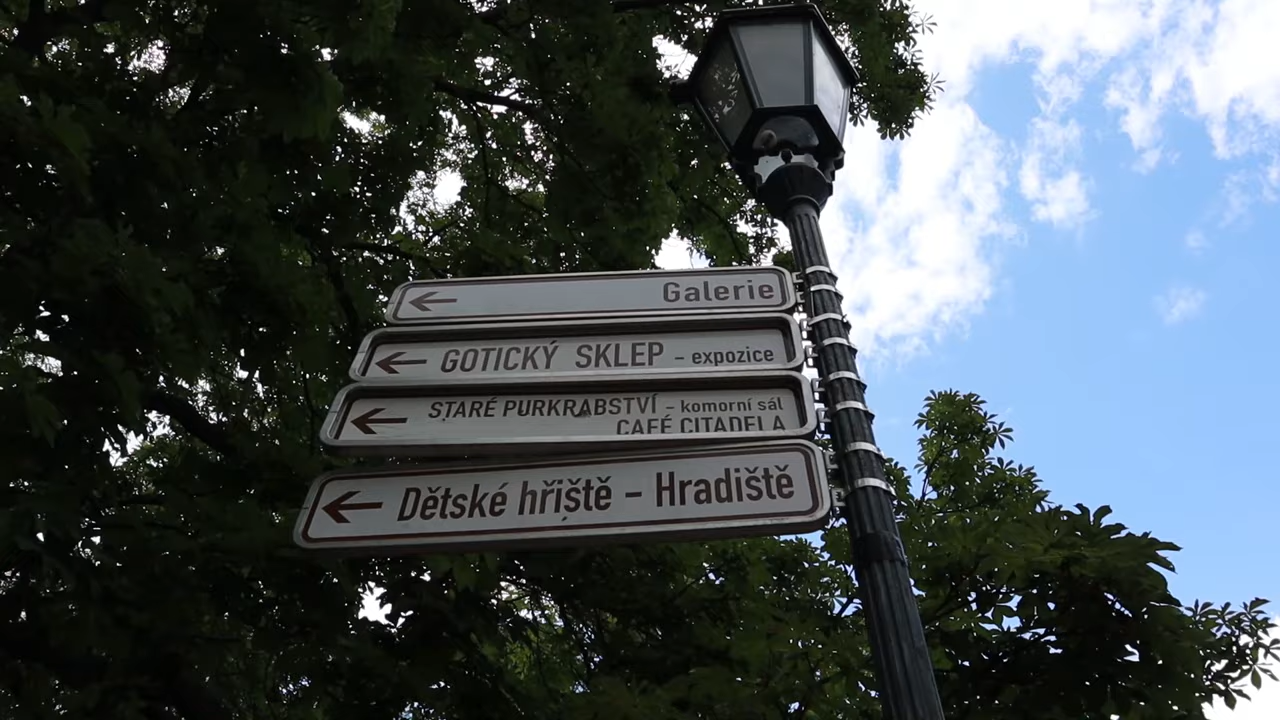 Galerie
GOTICKÝ SKLEP – expozice
STARÉ PURKRABSTVÍ – komorní sál
CAFÉ CITADELA
Dětské hřiště – Hradiště